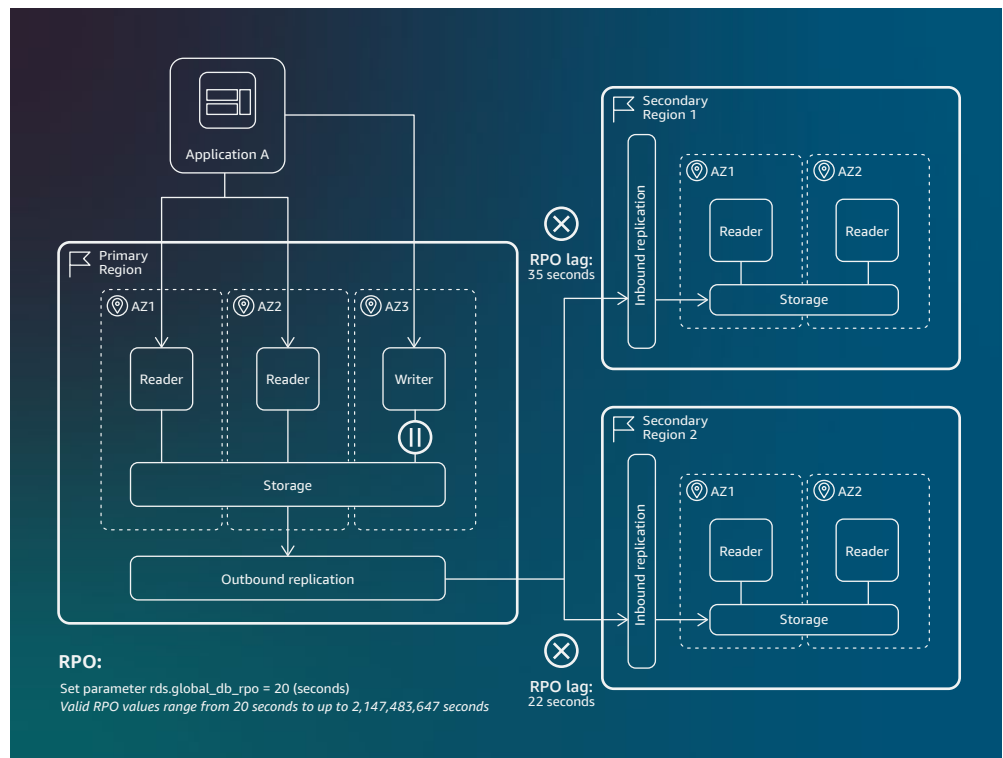 Application A
Primary
Region
AZ1
AZ2
AZ3
Reader
Reader
Writer
Storage
Outbound replication
RPO:
Set parameter rds.global_db_rpo = 20 (seconds)
Valid RPO values range from 20 seconds to up to 2,147,483,647 seconds
RPO lag:
35 seconds
Secondary
Region 1
Inbound replication
AZ1
AZ2
Reader
Reader
Storage
RPO lag:
22 seconds
Secondary
Region 2
Inbound replication
AZ1
AZ2
Reader
Reader
Storage